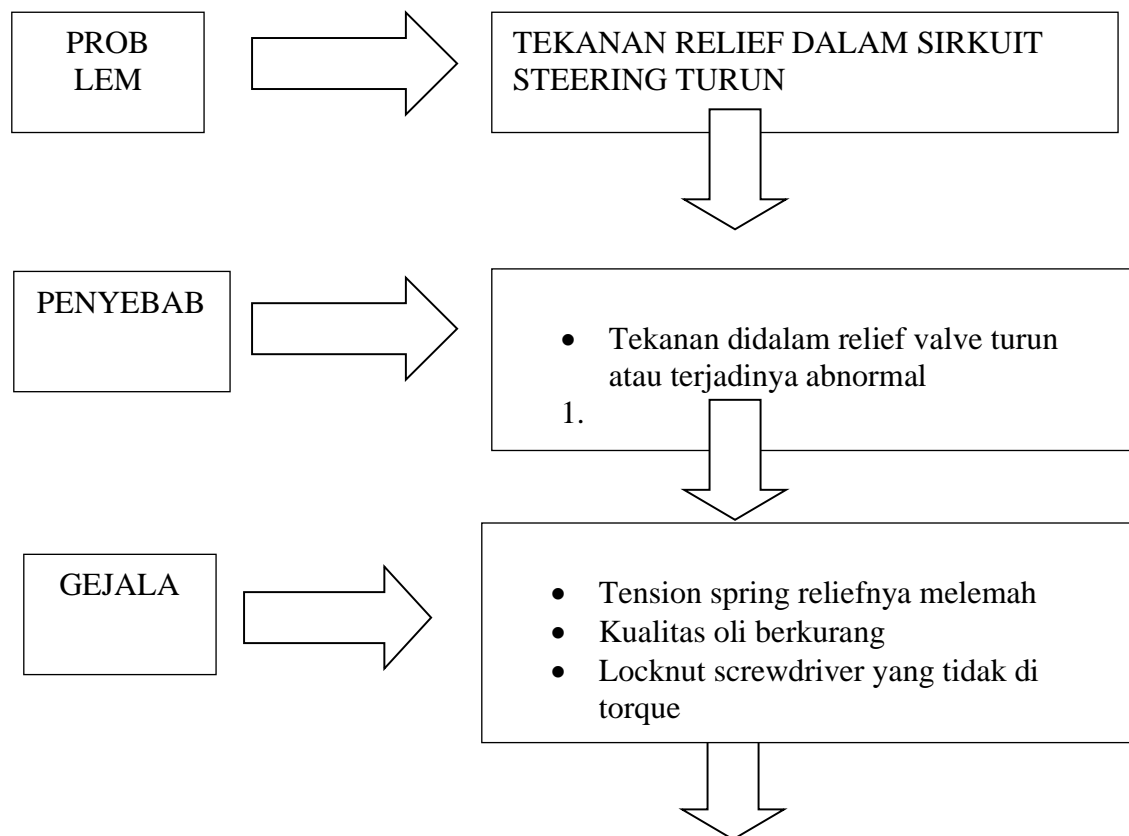 PROB
LEM
TEKANAN RELIEF DALAM SIRKUIT
STEERING TURUN
PENYEBAB
• Tekanan didalam relief valve turun
atau terjadinya abnormal
1.
GEJALA
• Tension spring reliefnya melemah
• Kualitas oli berkurang
• Locknut screwdriver yang tidak di
torque